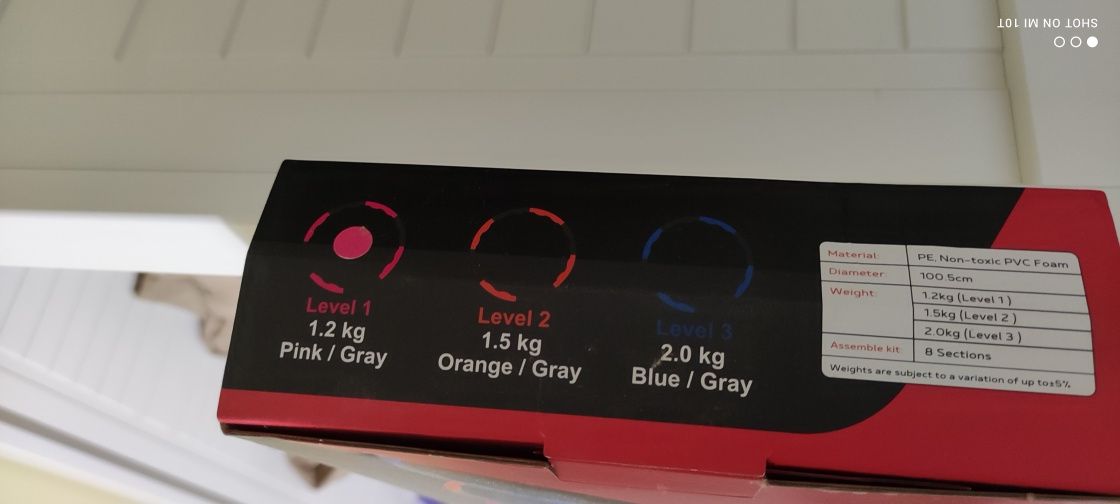 Level 1
1.2 kg
Pink / Gray
Level 2
1.5 kg
Orange / Gray
Level 3
2.0 kg
Blue / Gray
Material: PE, Non-toxic PVC Foam
Diameter: 100.5cm
Weight: 1.2kg (Level 1 )
1.5kg (Level 2 )
2.0kg (Level 3 )
Assemble kit: 8 Sections
Weights are subject to a variation of up to±5%
SHOT ON MI 10T